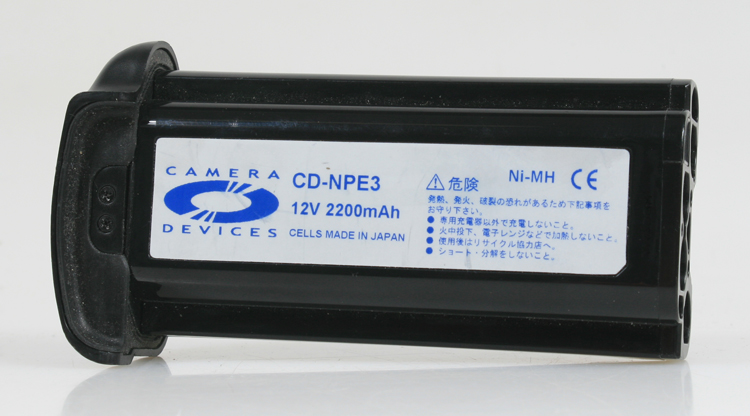 CAMERA
DEVICES
CD-NPE3
12V 2200mAh
CELLS MADE IN JAPAN
⚠危険 Ni-MH CE
発熱、発火、破裂の恐れがあるため下記事項を
お守り下さい。
●専用充電器以外で充電しないこと。
●火中投下、電子レンジなどで加熱しないこと。
●使用後はリサイクル協力店へ。
●ショート・分解をしないこと。